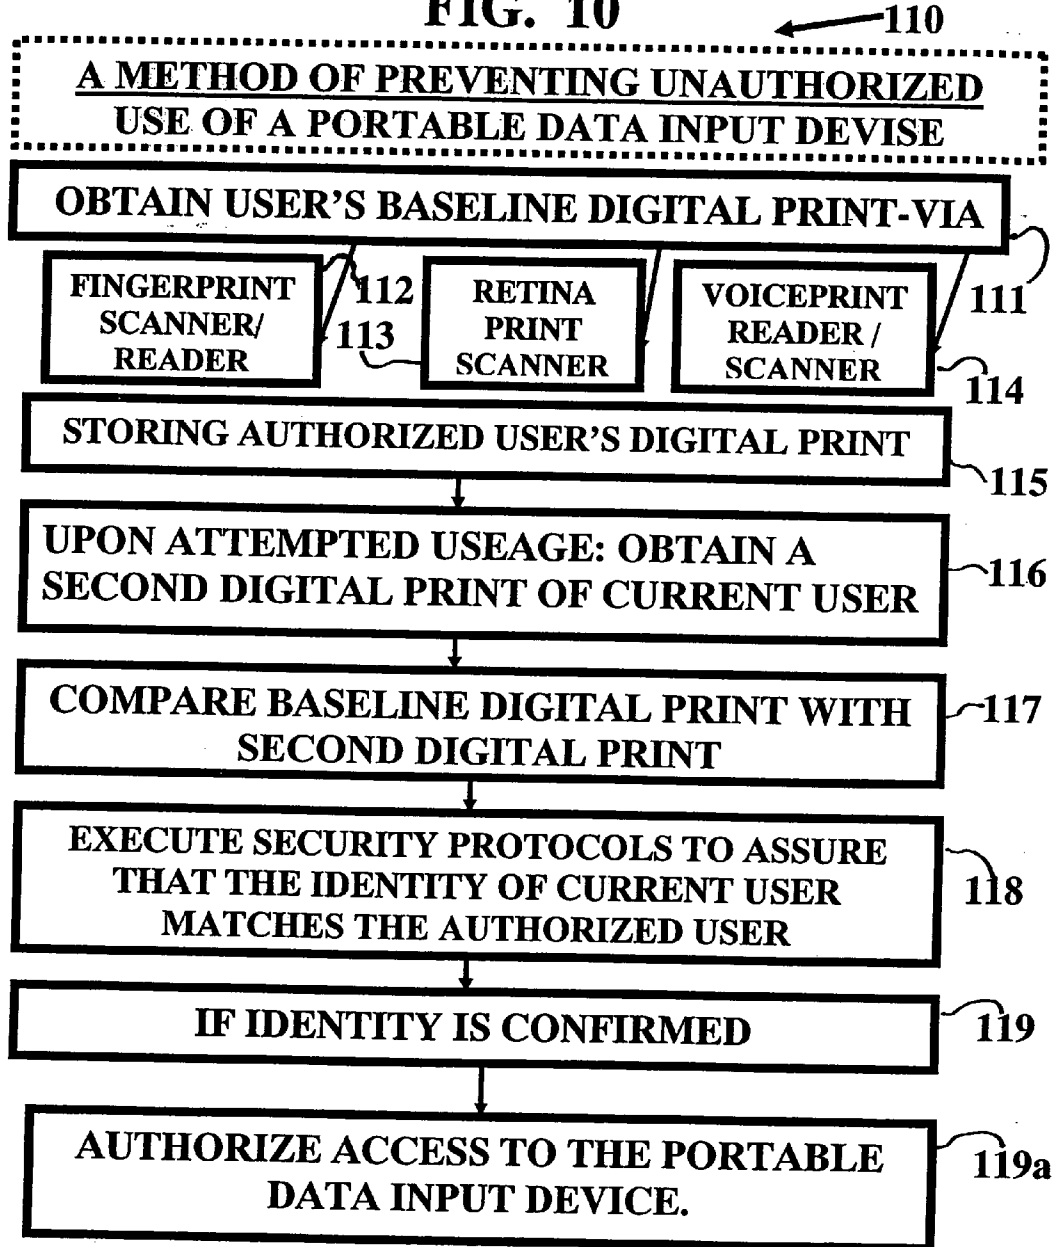 FIG. 10
110
A METHOD OF PREVENTING UNAUTHORIZED
USE OF A PORTABLE DATA INPUT DEVISE
OBTAIN USER'S BASELINE DIGITAL PRINT-VIA
111
FINGERPRINT
SCANNER/
READER
112
113
RETINA
PRINT
SCANNER
VOICEPRINT
READER /
SCANNER
114
STORING AUTHORIZED USER'S DIGITAL PRINT
115
UPON ATTEMPTED USEAGE: OBTAIN A
SECOND DIGITAL PRINT OF CURRENT USER
116
COMPARE BASELINE DIGITAL PRINT WITH
SECOND DIGITAL PRINT
117
EXECUTE SECURITY PROTOCOLS TO ASSURE
THAT THE IDENTITY OF CURRENT USER
MATCHES THE AUTHORIZED USER
118
IF IDENTITY IS CONFIRMED
119
AUTHORIZE ACCESS TO THE PORTABLE
DATA INPUT DEVICE.
119a